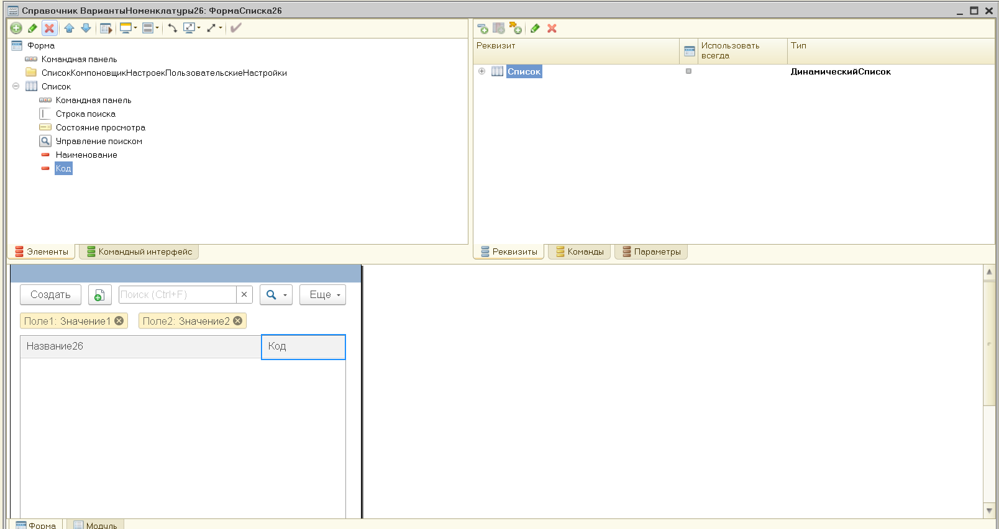 Справочник ВариантыНоменклатуры26: ФормаСписка26
Форма
Командная панель
СписокКомпоновщикНастроекПользовательскиеНастройки
Список
Командная панель
Строка поиска
Состояние просмотра
Управление поиском
Наименование
Код
Элементы
Командный интерфейс
Реквизит
Использовать
всегда
Тип
Список
ДинамическийСписок
Реквизиты
Команды
Параметры
Создать
Поиск (Ctrl+F)
×
Еще
Поле1: Значение1
Поле2: Значение2
Название26
Код
Форма
Модуль